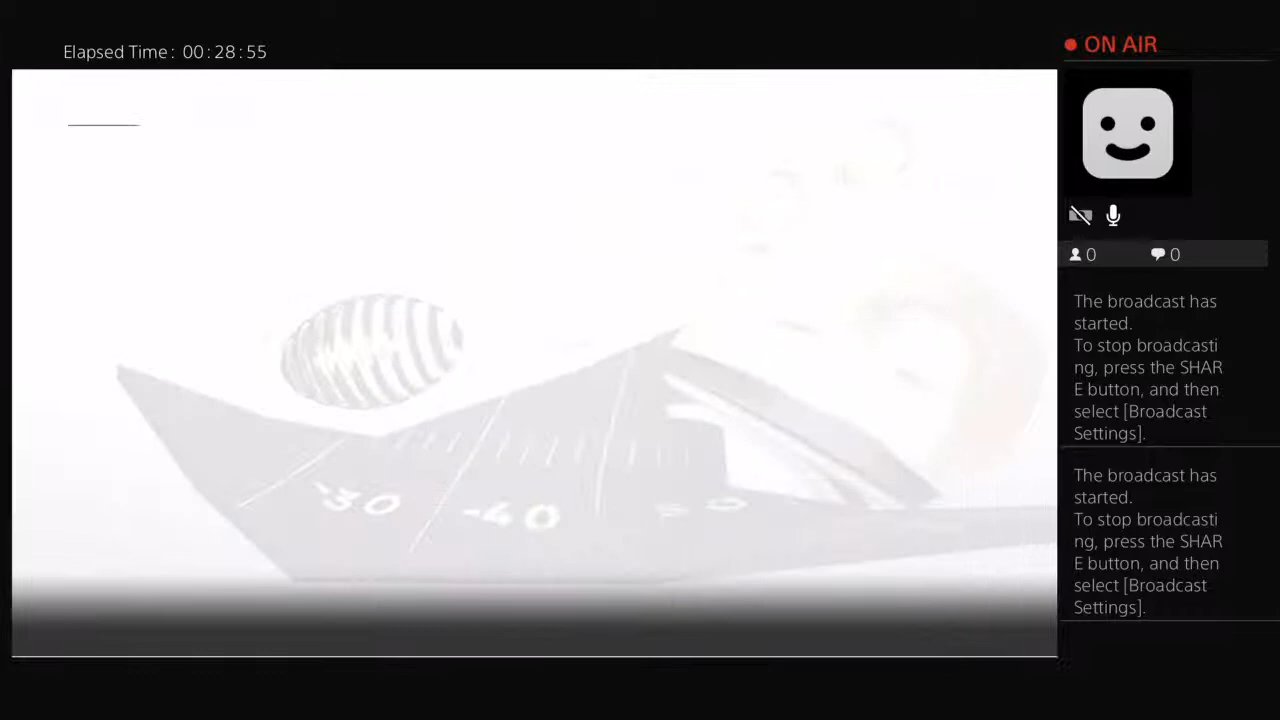 Elapsed Time: 00:28:55
ON AIR
0 0
The broadcast has
started.
To stop broadcasti
ng, press the SHAR
E button, and then
select [Broadcast
Settings].
The broadcast has
started.
To stop broadcasti
ng, press the SHAR
E button, and then
select [Broadcast
Settings].
-30 -40